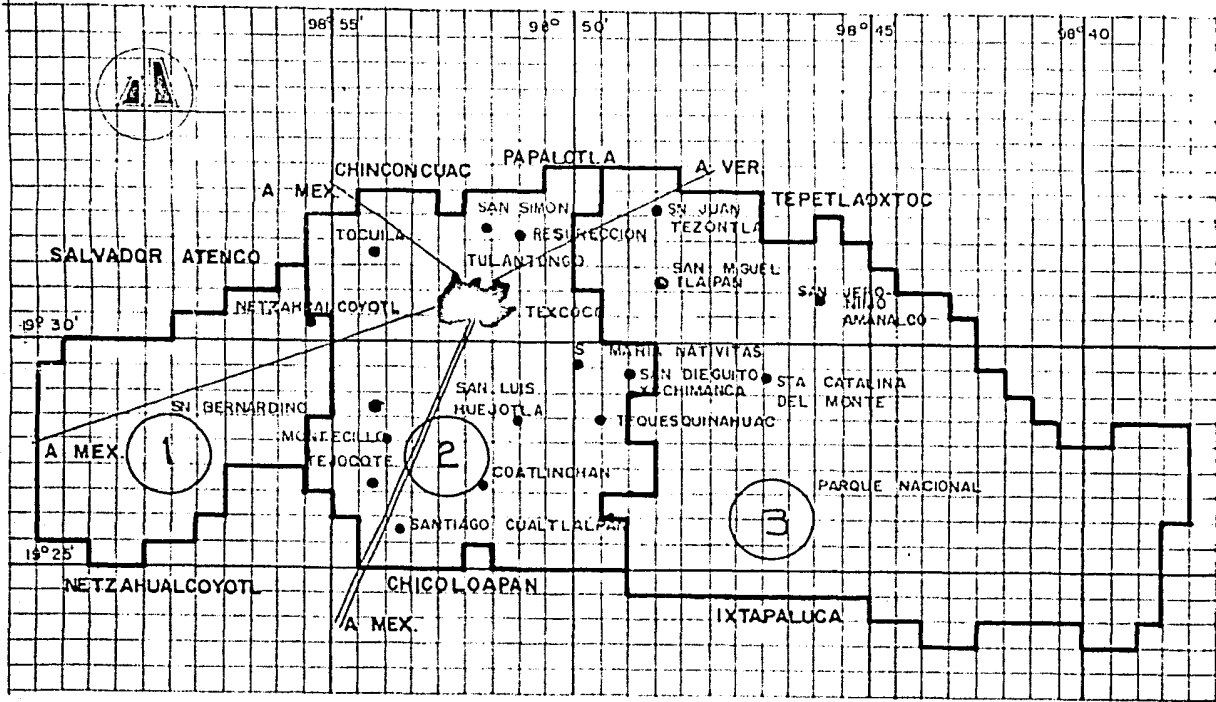 98° 55'
98° 50'
98° 45'
98° 40'
CHINCONCUAC
PAPALOTLA
A VER.
A MEX.
SAN SIMON
SN JUAN
TEZONTLA
TEPETLAOXTOC
TOCUILA
RESURECCION
SALVADOR ATENCO
TULANTONGO
SAN MIGUEL
TLAIPAN
SAN JERO-
NIMO
AMANALCO
NETZAHUALCOYOTL
TEXCOCO
19° 30'
S MARIA NATIVITAS
SAN DIEGUITO
XOCHIMANCA
STA CATALINA
DEL MONTE
SN BERNARDINO
SAN LUIS
HUEJOTLA
TEQUESQUINAHUAC
A MEX.
1
MONTECILLO
2
TEJOCOTE
COATLINCHAN
PARQUE NACIONAL
3
SANTIAGO CUALTLALPAN
19° 25'
NETZAHUALCOYOTL
CHICOLOAPAN
IXTAPALUCA
A MEX.